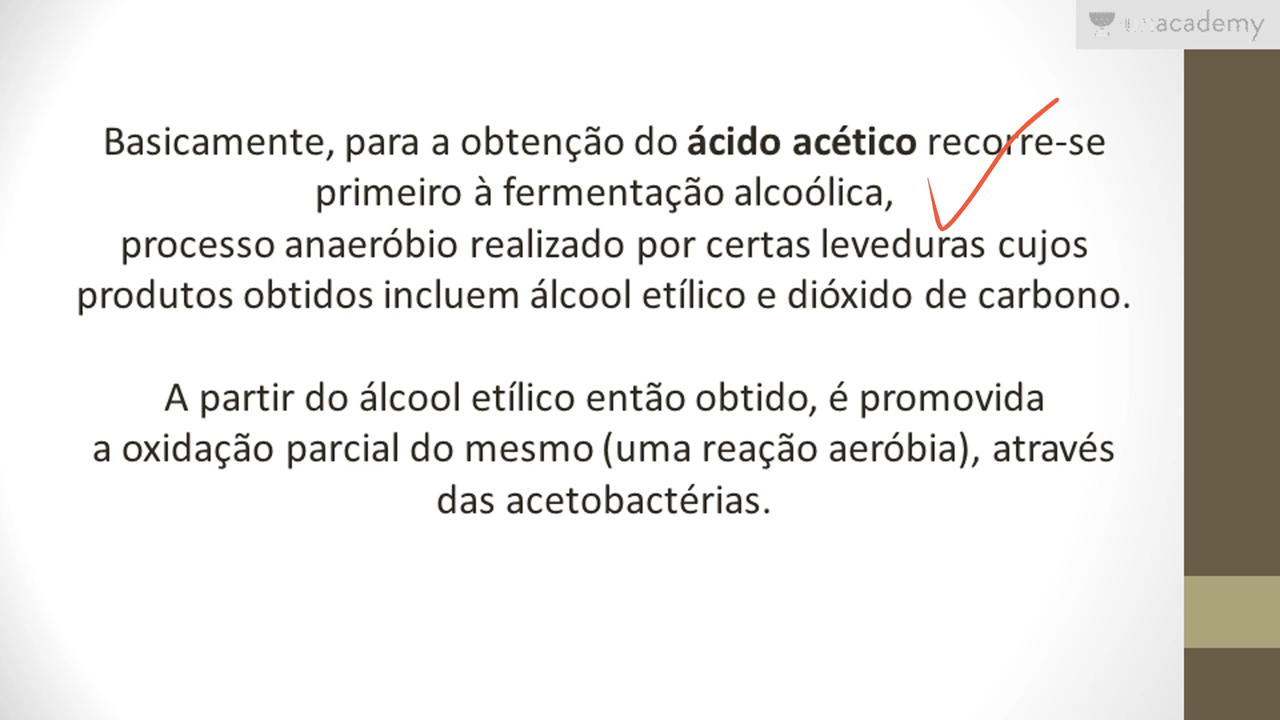 unacademy
Basicamente, para a obtenção do ácido acético recorre-se
primeiro à fermentação alcoólica,
processo anaeróbio realizado por certas leveduras cujos
produtos obtidos incluem álcool etílico e dióxido de carbono.
A partir do álcool etílico então obtido, é promovida
a oxidação parcial do mesmo (uma reação aeróbia), através
das acetobactérias.